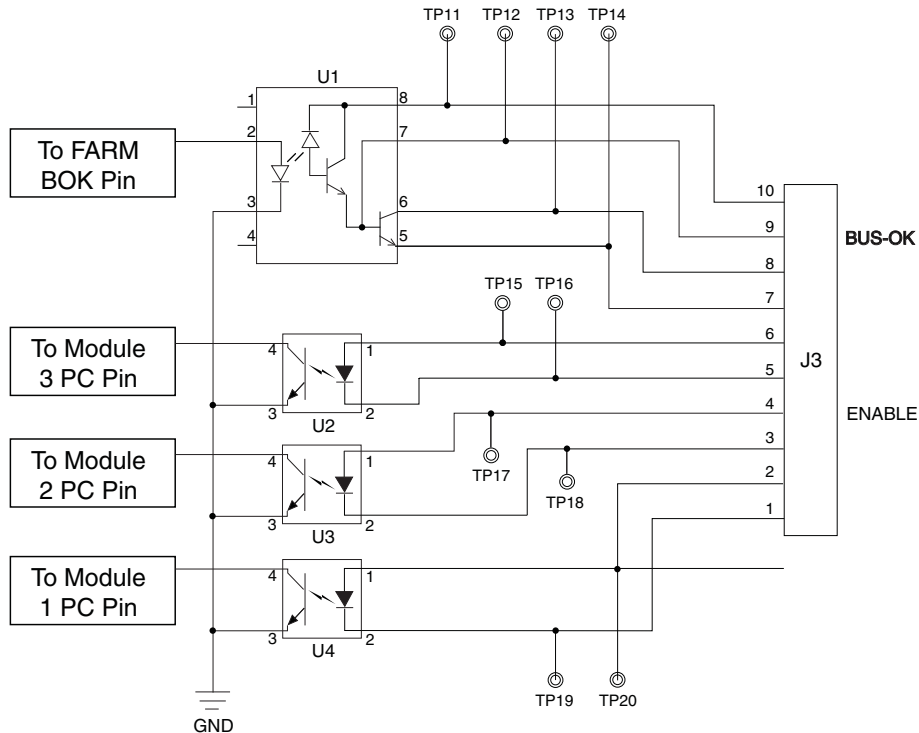 TP11
TP12
TP13
TP14
U1
1
8
2
7
To FARM
BOK Pin
3
6
4
5
10
9
BUS-OK
8
7
TP15
TP16
6
To Module
3 PC Pin
4
1
J3
5
3
2
U2
4
ENABLE
To Module
2 PC Pin
4
1
3
TP17
TP18
2
3
2
U3
1
To Module
1 PC Pin
4
1
3
2
U4
TP19
TP20
GND